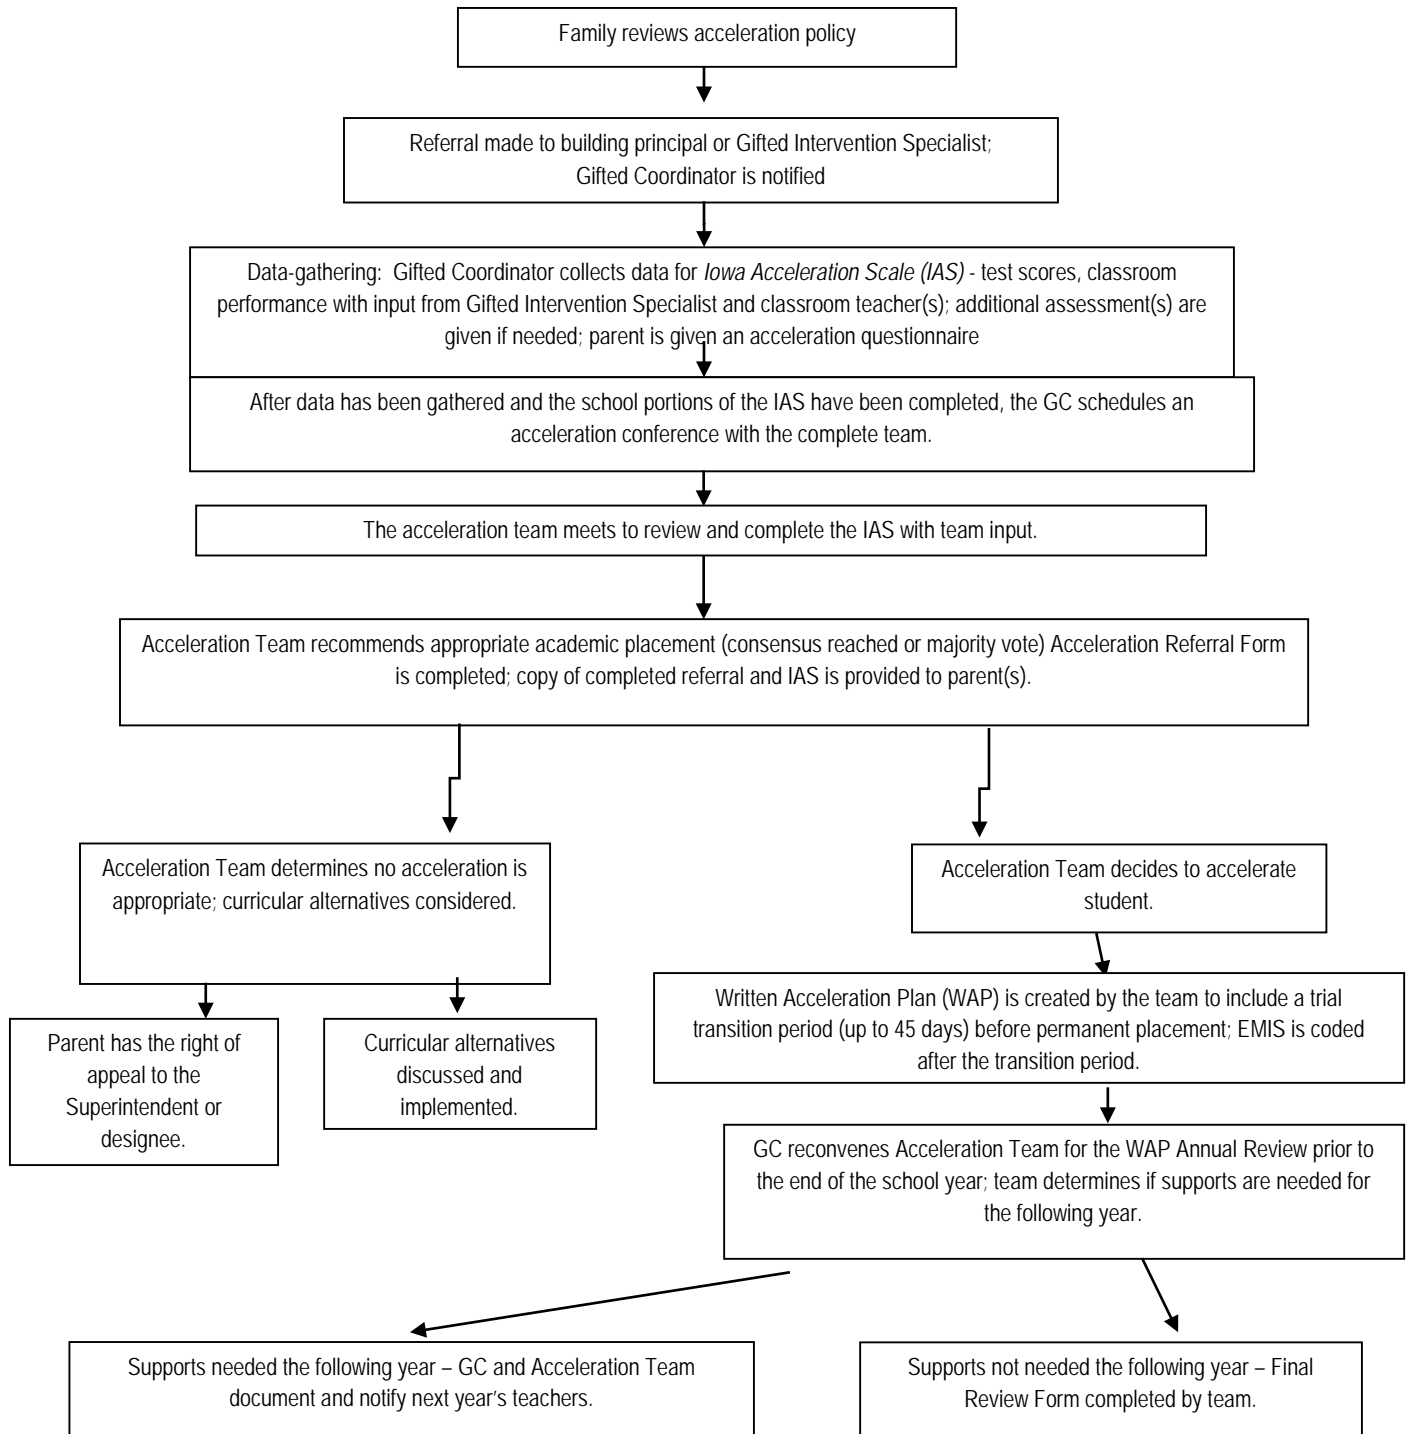 Family reviews acceleration policy
Referral made to building principal or Gifted Intervention Specialist;
Gifted Coordinator is notified
Data-gathering: Gifted Coordinator collects data for Iowa Acceleration Scale (IAS) - test scores, classroom
performance with input from Gifted Intervention Specialist and classroom teacher(s); additional assessment(s) are
given if needed; parent is given an acceleration questionnaire
After data has been gathered and the school portions of the IAS have been completed, the GC schedules an
acceleration conference with the complete team.
The acceleration team meets to review and complete the IAS with team input.
Acceleration Team recommends appropriate academic placement (consensus reached or majority vote) Acceleration Referral Form
is completed; copy of completed referral and IAS is provided to parent(s).
Acceleration Team determines no acceleration is
appropriate; curricular alternatives considered.
Parent has the right of
appeal to the
Superintendent or
designee.
Curricular alternatives
discussed and
implemented.
Acceleration Team decides to accelerate
student.
Written Acceleration Plan (WAP) is created by the team to include a trial
transition period (up to 45 days) before permanent placement; EMIS is coded
after the transition period.
GC reconvenes Acceleration Team for the WAP Annual Review prior to
the end of the school year; team determines if supports are needed for
the following year.
Supports needed the following year – GC and Acceleration Team
document and notify next year's teachers.
Supports not needed the following year – Final
Review Form completed by team.